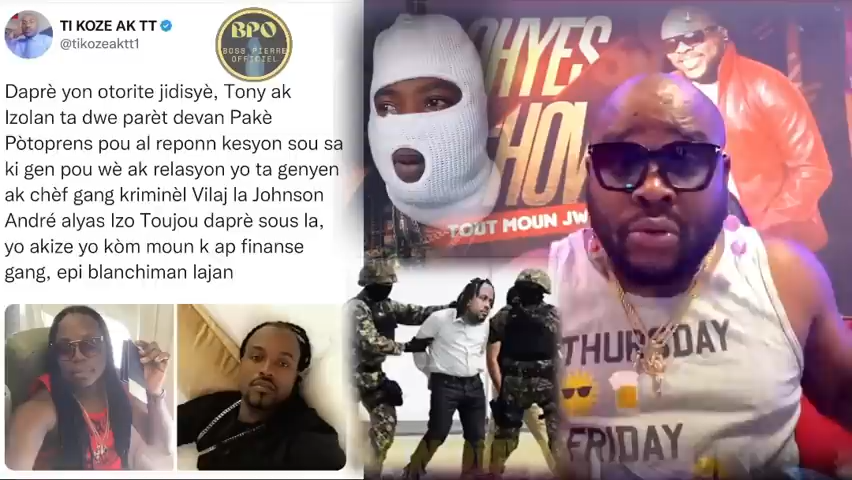 TI KOZE AK TT
@tikozeaktt1
BPO
BOSS PIERRE
OFFICIEL
Daprè yon otorite jidisyè, Tony ak
Izolan ta dwe parèt devan Pakè
Pòtoprens pou al reponn kesyon sou sa
ki gen pou wè ak relasyon yo ta genyen
ak chèf gang kriminèl Vilaj la Johnson
André alyas Izo Toujou daprè sous la,
yo akize yo kòm moun k ap finanse
gang, epi blanchiman lajan
OHYES
SHOW
TOUT MOUN JW
THURSDAY
FRIDAY